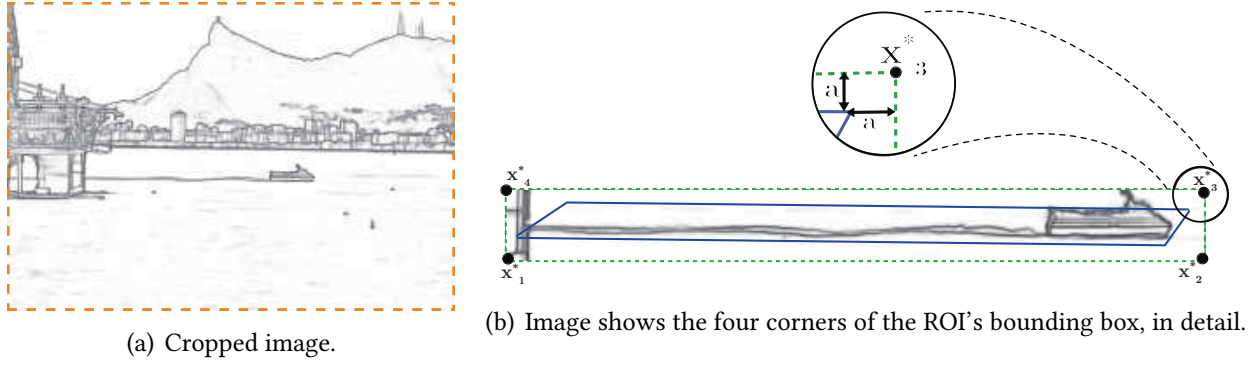 X*3
a
a
x*4
x*3
x*1
x*2
(a) Cropped image.
(b) Image shows the four corners of the ROI's bounding box, in detail.